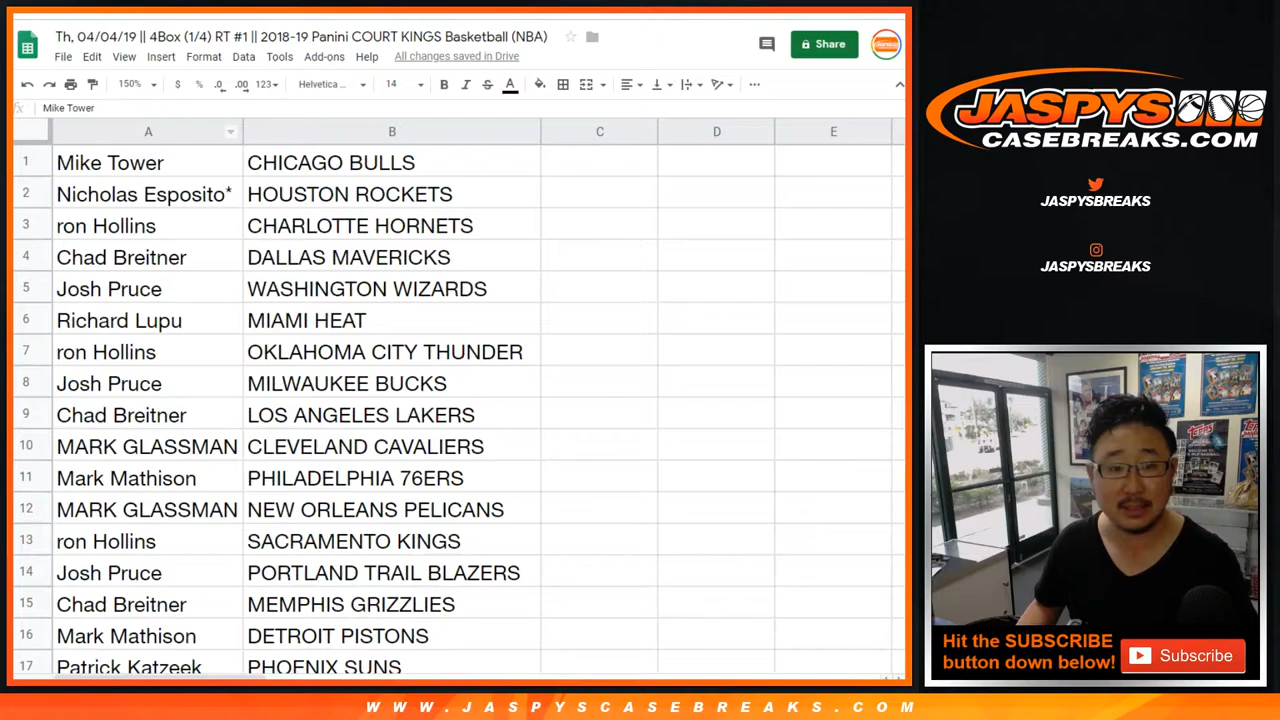 Th, 04/04/19 || 4Box (1/4) RT #1 || 2018-19 Panini COURT KINGS Basketball (NBA)
File Edit View Insert Format Data Tools Add-ons Help All changes saved in Drive
Share
150% $ % .0 .00 123 Helvetica... 14 B I S A
fx Mike Tower
A B C D E
1 Mike Tower CHICAGO BULLS
2 Nicholas Esposito* HOUSTON ROCKETS
3 ron Hollins CHARLOTTE HORNETS
4 Chad Breitner DALLAS MAVERICKS
5 Josh Pruce WASHINGTON WIZARDS
6 Richard Lupu MIAMI HEAT
7 ron Hollins OKLAHOMA CITY THUNDER
8 Josh Pruce MILWAUKEE BUCKS
9 Chad Breitner LOS ANGELES LAKERS
10 MARK GLASSMAN CLEVELAND CAVALIERS
11 Mark Mathison PHILADELPHIA 76ERS
12 MARK GLASSMAN NEW ORLEANS PELICANS
13 ron Hollins SACRAMENTO KINGS
14 Josh Pruce PORTLAND TRAIL BLAZERS
15 Chad Breitner MEMPHIS GRIZZLIES
16 Mark Mathison DETROIT PISTONS
17 Patrick Katzeek PHOENIX SUNS
JASPYS
CASEBREAKS.COM
JASPYSBREAKS
JASPYSBREAKS
TOPPS
Hit the SUBSCRIBE
button down below!
Subscribe
WWW.JASPYSCASEBREAKS.COM